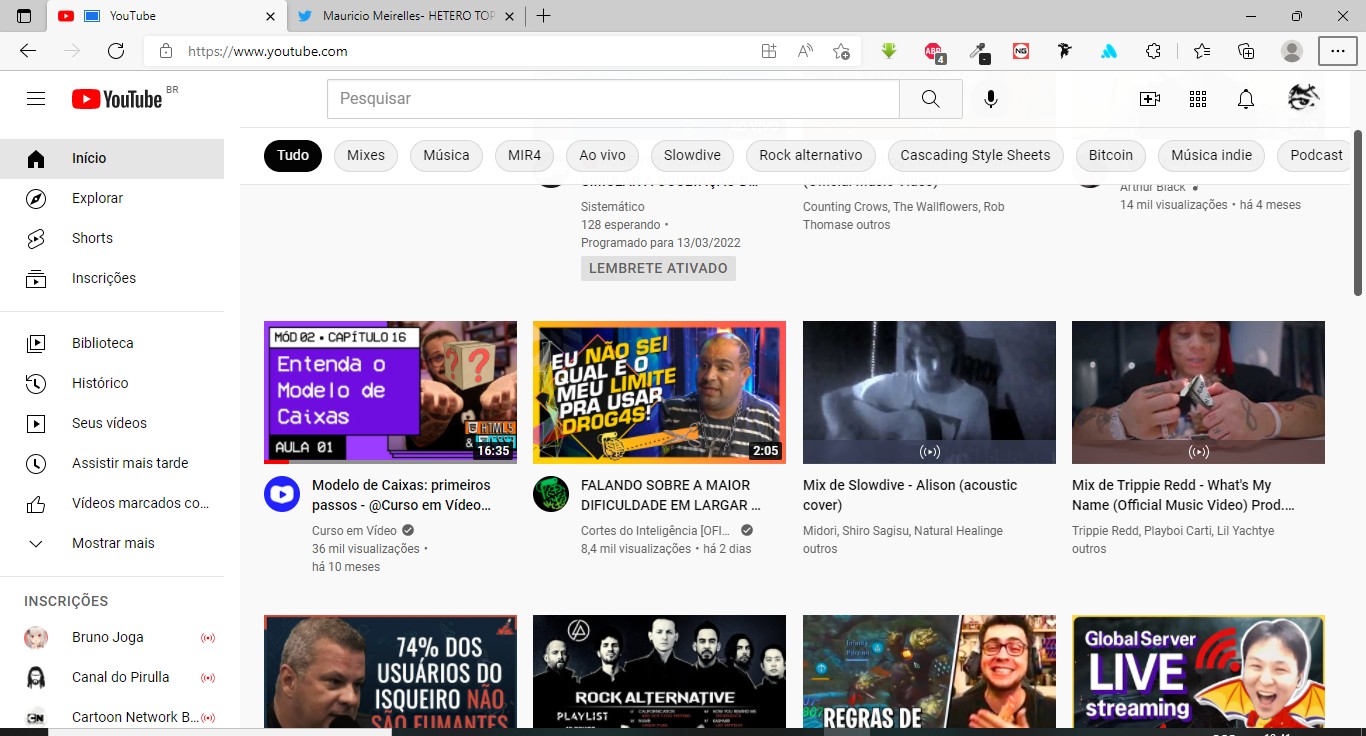 YouTube
Mauricio Meirelles- HETERO TOP
https://www.youtube.com
ABP
4
NG
YouTube BR
Pesquisar
Tudo
Mixes
Música
MIR4
Ao vivo
Slowdive
Rock alternativo
Cascading Style Sheets
Bitcoin
Música indie
Podcast
Início
Explorar
Shorts
Inscrições
Biblioteca
Histórico
Seus vídeos
Assistir mais tarde
Vídeos marcados co...
Mostrar mais
INSCRIÇÕES
Bruno Joga
Canal do Pirulla
CN
Cartoon Network B...
Sistemático
128 esperando •
Programado para 13/03/2022
LEMBRETE ATIVADO
(Official Music Video)
Counting Crows, The Wallflowers, Rob
Thomase outros
Arthur Black
14 mil visualizações • há 4 meses
MÓD 02 • CAPÍTULO 16
Entenda o
Modelo de
Caixas
AULA 01
HTML5
&
16:35
Modelo de Caixas: primeiros
passos - @Curso em Vídeo...
Curso em Vídeo
36 mil visualizações •
há 10 meses
EU NÃO SEI
QUAL É O
MEU LIMITE
PRA USAR
DROG4S!
2:05
FALANDO SOBRE A MAIOR
DIFICULDADE EM LARGAR ...
Cortes do Inteligência [OFI...
8,4 mil visualizações • há 2 dias
Mix de Slowdive - Alison (acoustic
cover)
Midori, Shiro Sagisu, Natural Healinge
outros
Mix de Trippie Redd - What's My
Name (Official Music Video) Prod....
Trippie Redd, Playboi Carti, Lil Yachtye
outros
74% DOS
USUÁRIOS DO
ISQUEIRO NÃO
SÃO FUMANTES
ROCK ALTERNATIVE
PLAYLIST
REGRAS DE
Global Server
LIVE
streaming